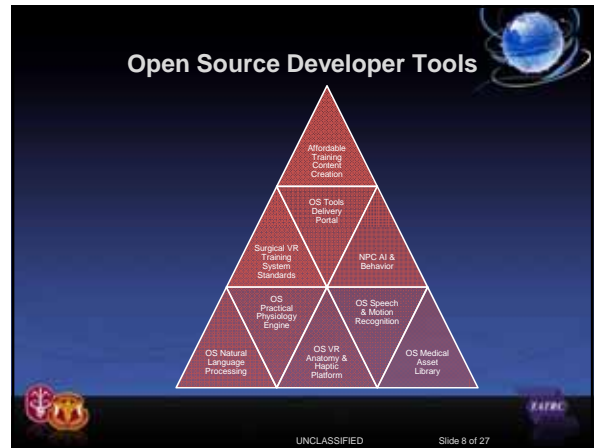 Open Source Developer Tools
Affordable
Training
Content
Creation
OS Tools
Delivery
Portal
Surgical VR
Training
System
Standards
NPC AI &
Behavior
OS
Practical
Physiology
Engine
OS Speech
& Motion
Recognition
OS Natural
Language
Processing
OS VR
Anatomy &
Haptic
Platform
OS Medical
Asset
Library
TATRC
UNCLASSIFIED
Slide 8 of 27